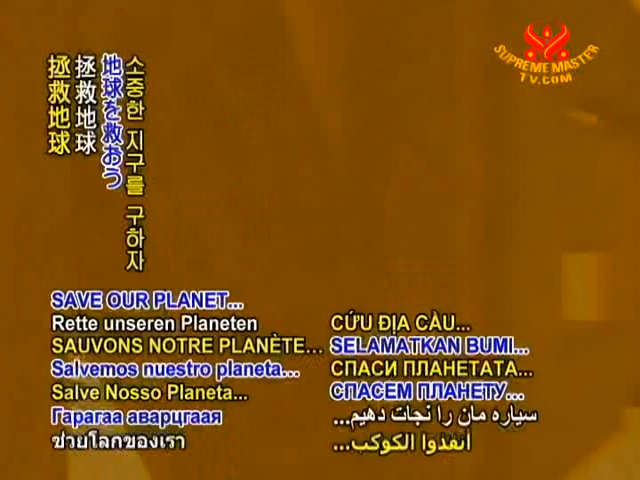 SUPREME MASTER
TV.COM
소중한 지구를 구하자
地球を救おう
拯救地球
拯救地球
SAVE OUR PLANET...
Rette unseren Planeten
SAUVONS NOTRE PLANÈTE...
Salvemos nuestro planeta...
Salve Nosso Planeta...
Гарагаа аварцгаая
ช่วยโลกของเรา
CỨU ĐỊA CẦU...
SELAMATKAN BUMI...
СПАСИ ПЛАНЕТАТА...
СПАСЕМ ПЛАНЕТУ...
سیاره مان را نجات دهیم...
أنقذوا الكوكب...